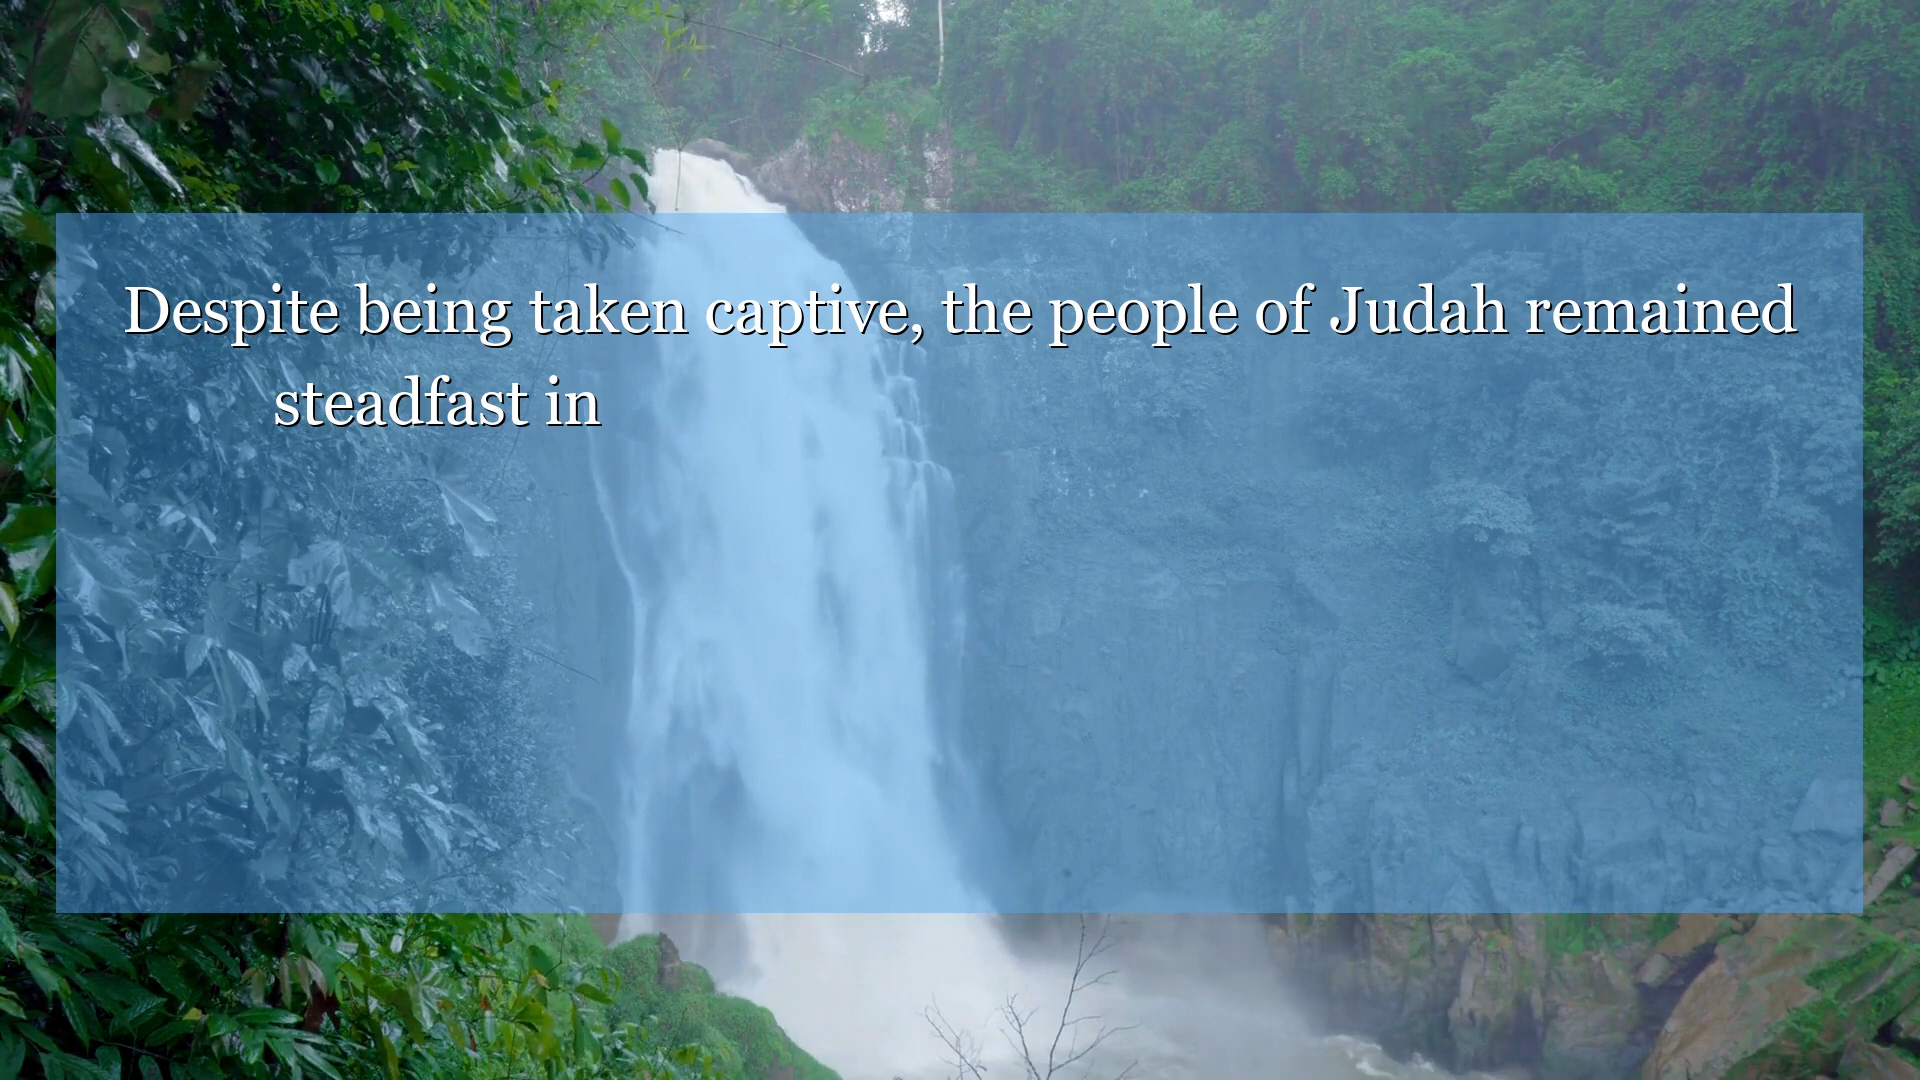 Despite being taken captive, the people of Judah remained
steadfast in